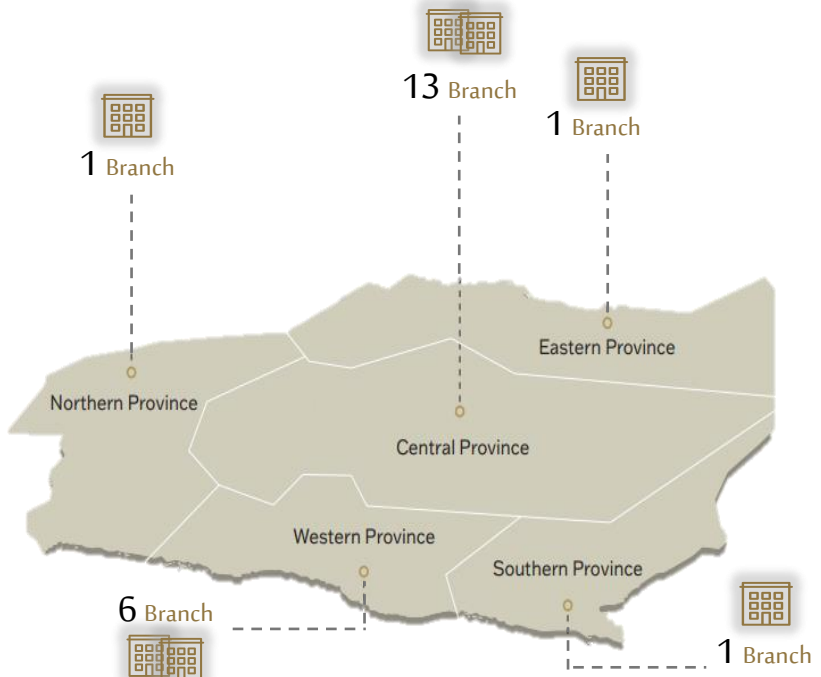 13 Branch
1 Branch
1 Branch
Eastern Province
Northern Province
Central Province
Western Province
Southern Province
6 Branch
1 Branch